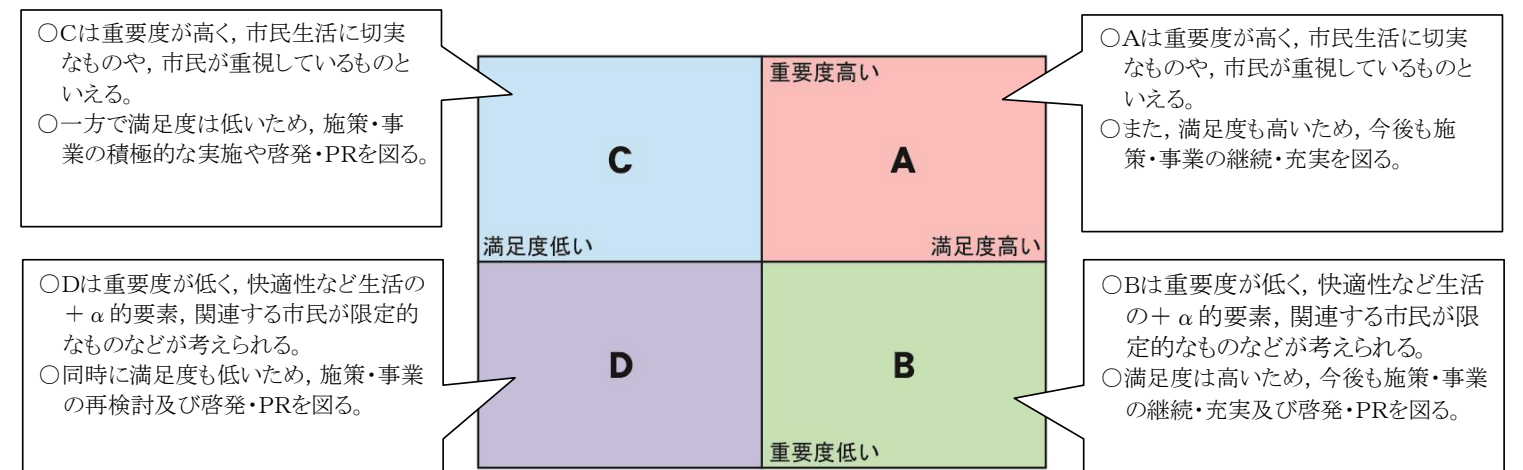 ○Cは重要度が高く，市民生活に切実
なものや，市民が重視しているものと
いえる。
○一方で満足度は低いため，施策・事
業の積極的な実施や啓発・PRを図る。
○Aは重要度が高く，市民生活に切実
なものや，市民が重視しているものと
いえる。
○また，満足度も高いため，今後も施
策・事業の継続・充実を図る。
重要度高い
C
A
満足度低い
満足度高い
○Dは重要度が低く，快適性など生活の
＋α的要素，関連する市民が限定的
なものなどが考えられる。
○同時に満足度も低いため，施策・事業
の再検討及び啓発・PRを図る。
○Bは重要度が低く，快適性など生活
の＋α的要素，関連する市民が限
定的なものなどが考えられる。
○満足度は高いため，今後も施策・事業
の継続・充実及び啓発・PRを図る。
D
B
重要度低い